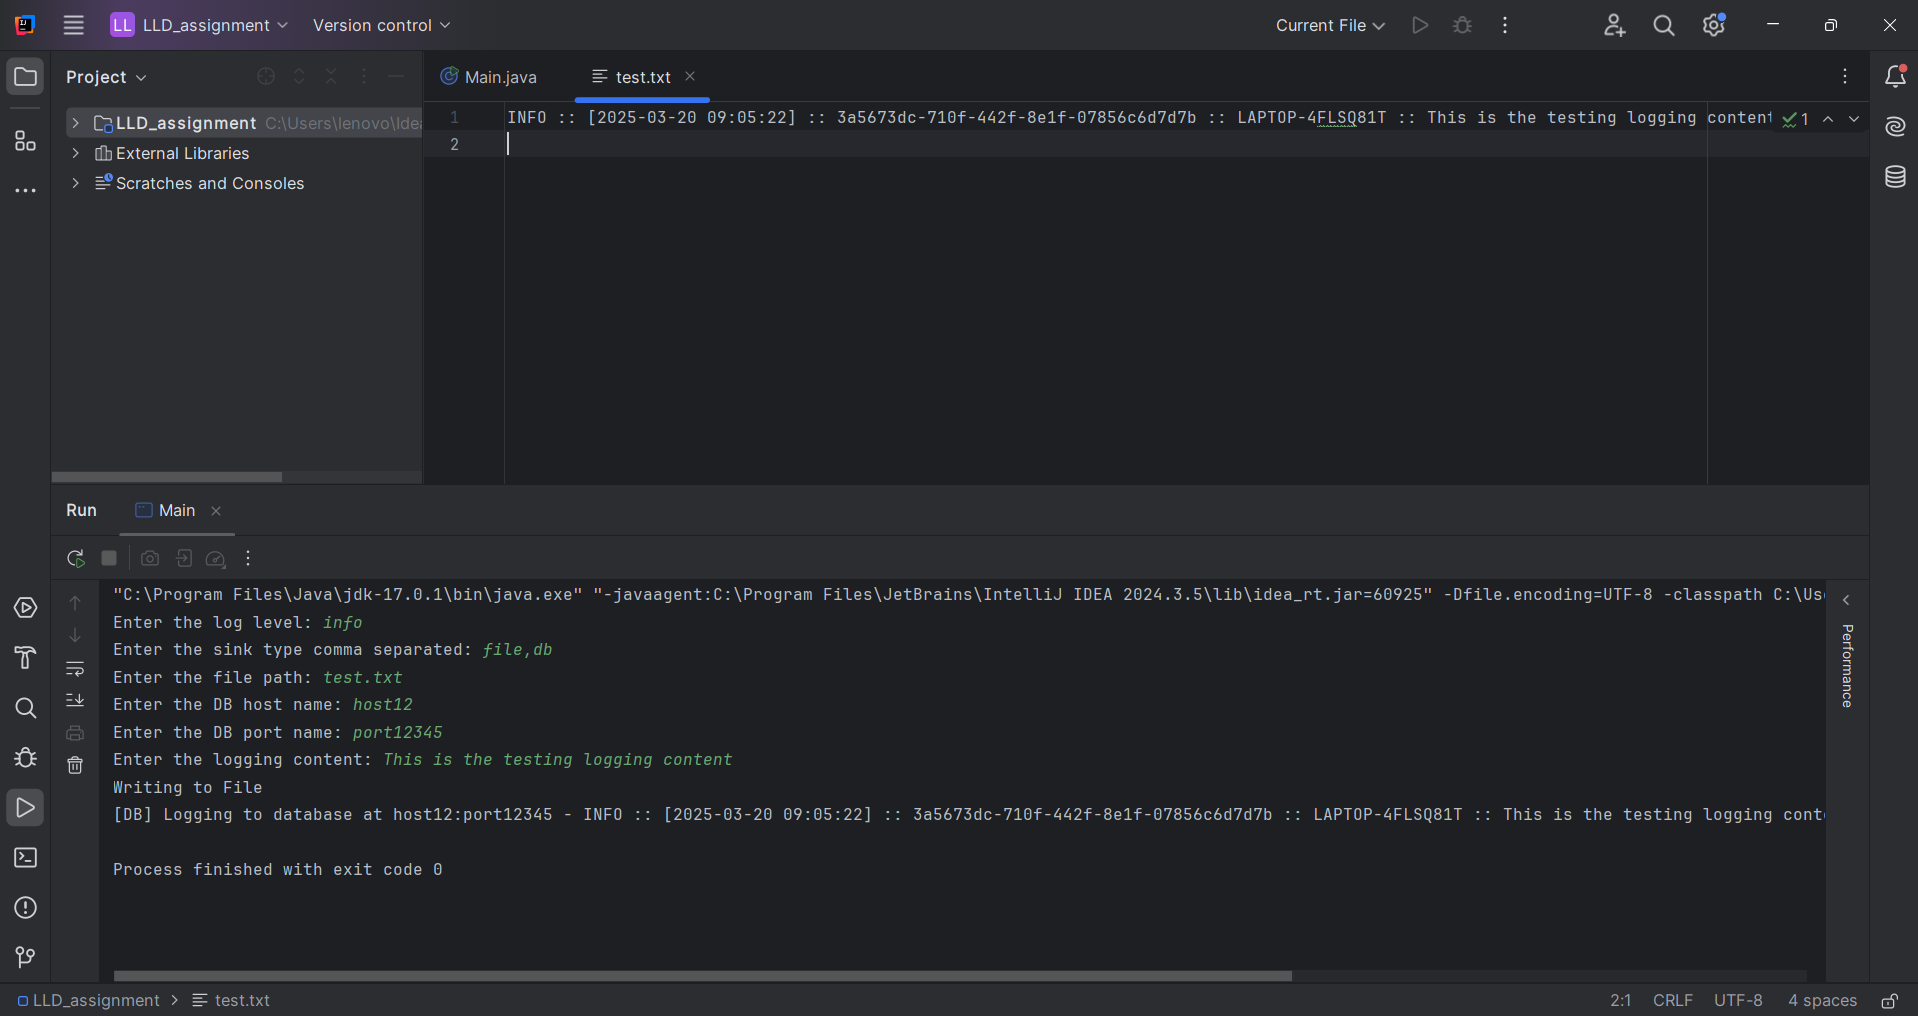 LL LLD_assignment Version control Current File
Project
Main.java test.txt
LLD_assignment C:\Users\lenovo\Ide
External Libraries
Scratches and Consoles
1 INFO :: [2025-03-20 09:05:22] :: 3a5673dc-710f-442f-8e1f-07856c6d7d7b :: LAPTOP-4FLSQ81T :: This is the testing logging content 1
2
Run Main
"C:\Program Files\Java\jdk-17.0.1\bin\java.exe" "-javaagent:C:\Program Files\JetBrains\IntelliJ IDEA 2024.3.5\lib\idea_rt.jar=60925" -Dfile.encoding=UTF-8 -classpath C:\Us
Enter the log level: info
Enter the sink type comma separated: file,db
Enter the file path: test.txt
Enter the DB host name: host12
Enter the DB port name: port12345
Enter the logging content: This is the testing logging content
Writing to File
[DB] Logging to database at host12:port12345 - INFO :: [2025-03-20 09:05:22] :: 3a5673dc-710f-442f-8e1f-07856c6d7d7b :: LAPTOP-4FLSQ81T :: This is the testing logging cont
Process finished with exit code 0
Performance
LLD_assignment > test.txt 2:1 CRLF UTF-8 4 spaces